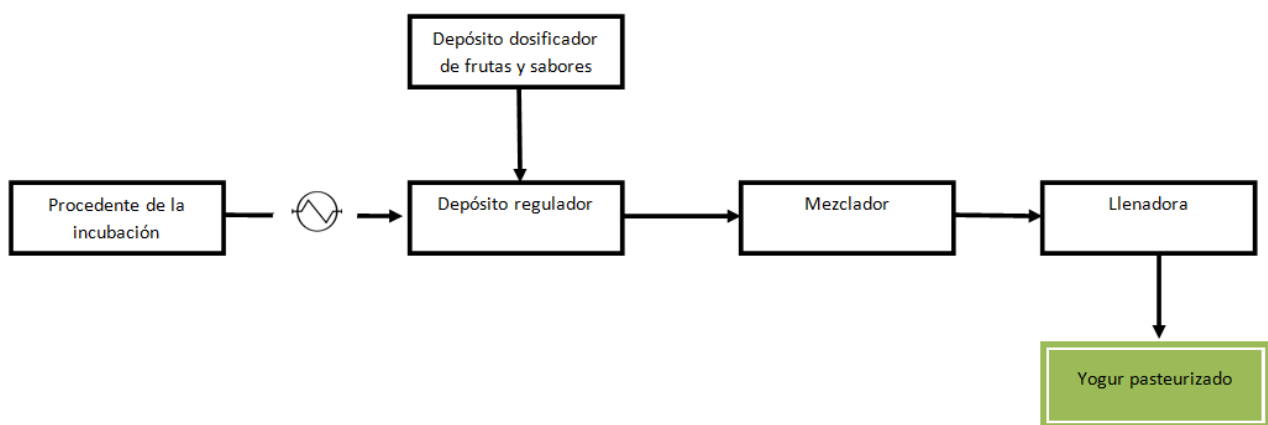 Depósito dosificador
de frutas y sabores
Procedente de la
incubación
Depósito regulador
Mezclador
Llenadora
Yogur pasteurizado